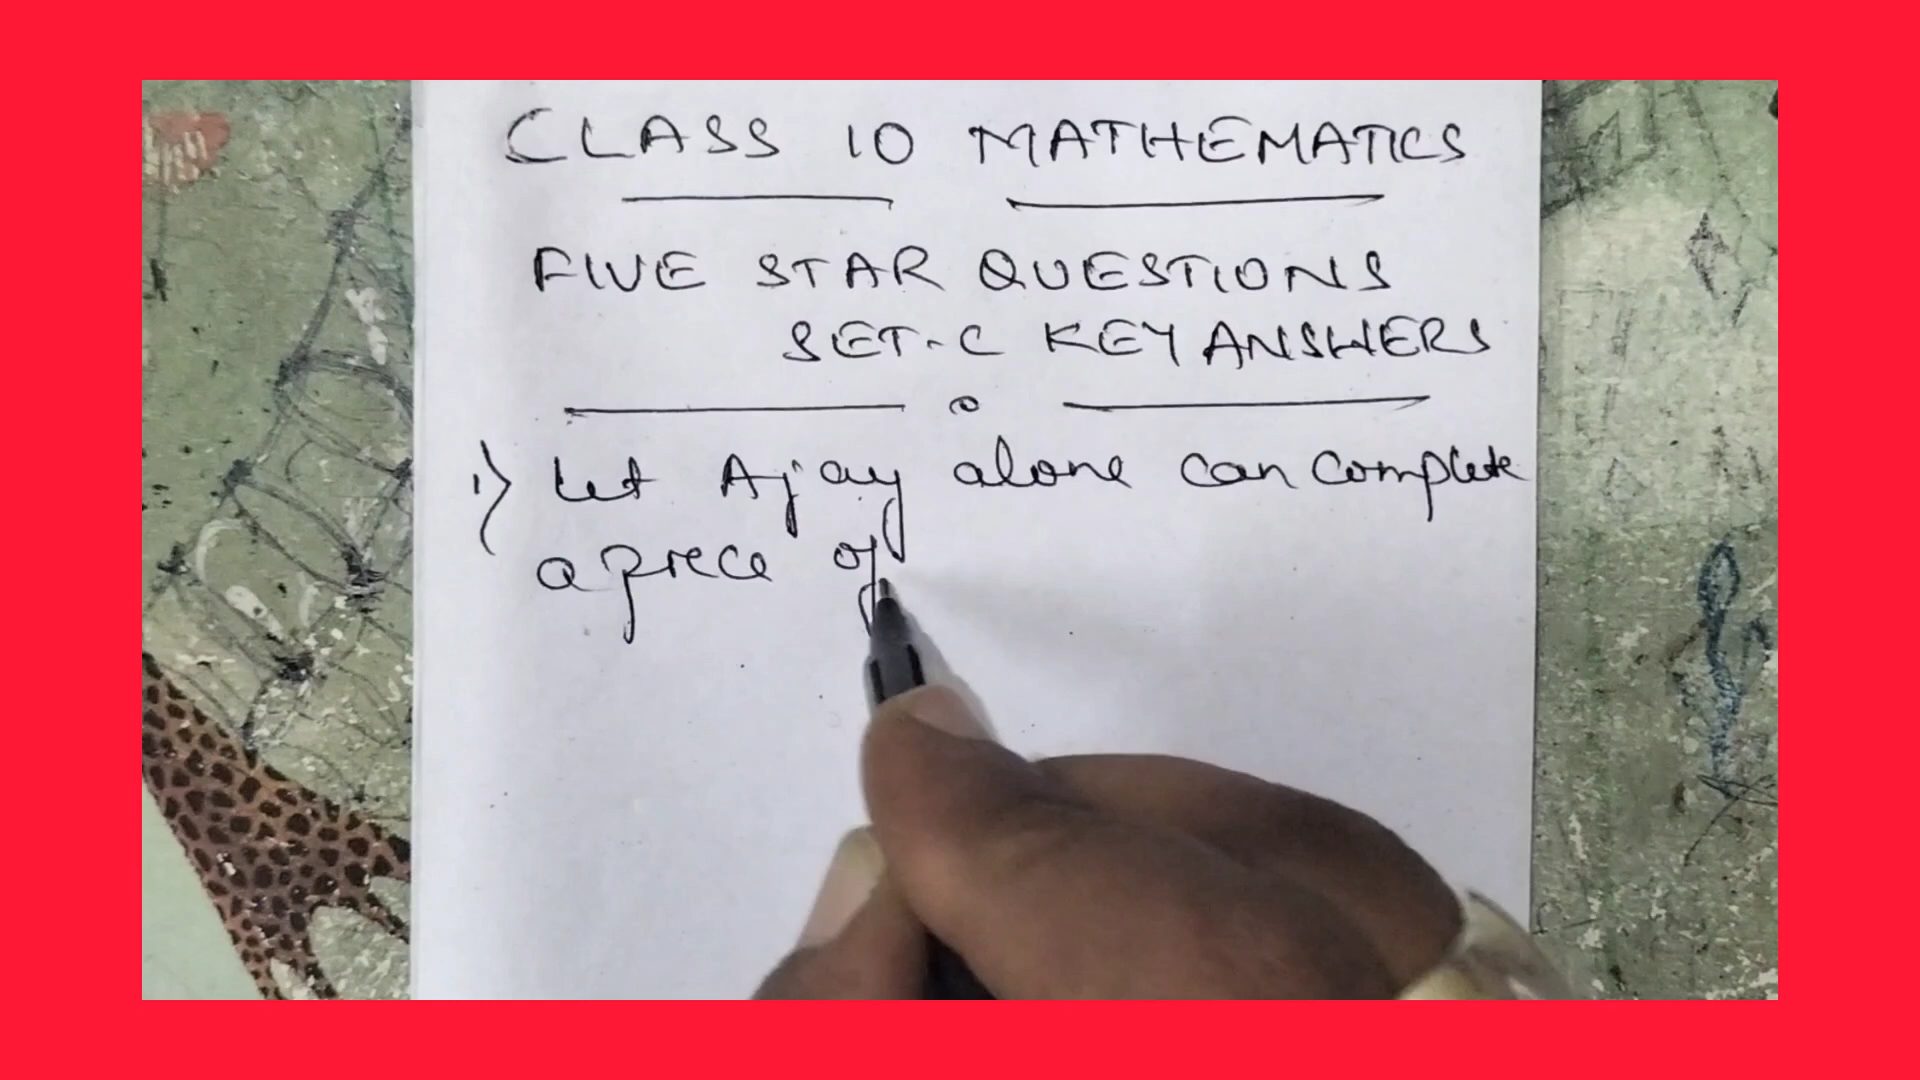 CLASS 10 MATHEMATICS
FIVE STAR QUESTIONS
SET-C KEY ANSWERS
1) Let Ajay alone can complete
a piece of